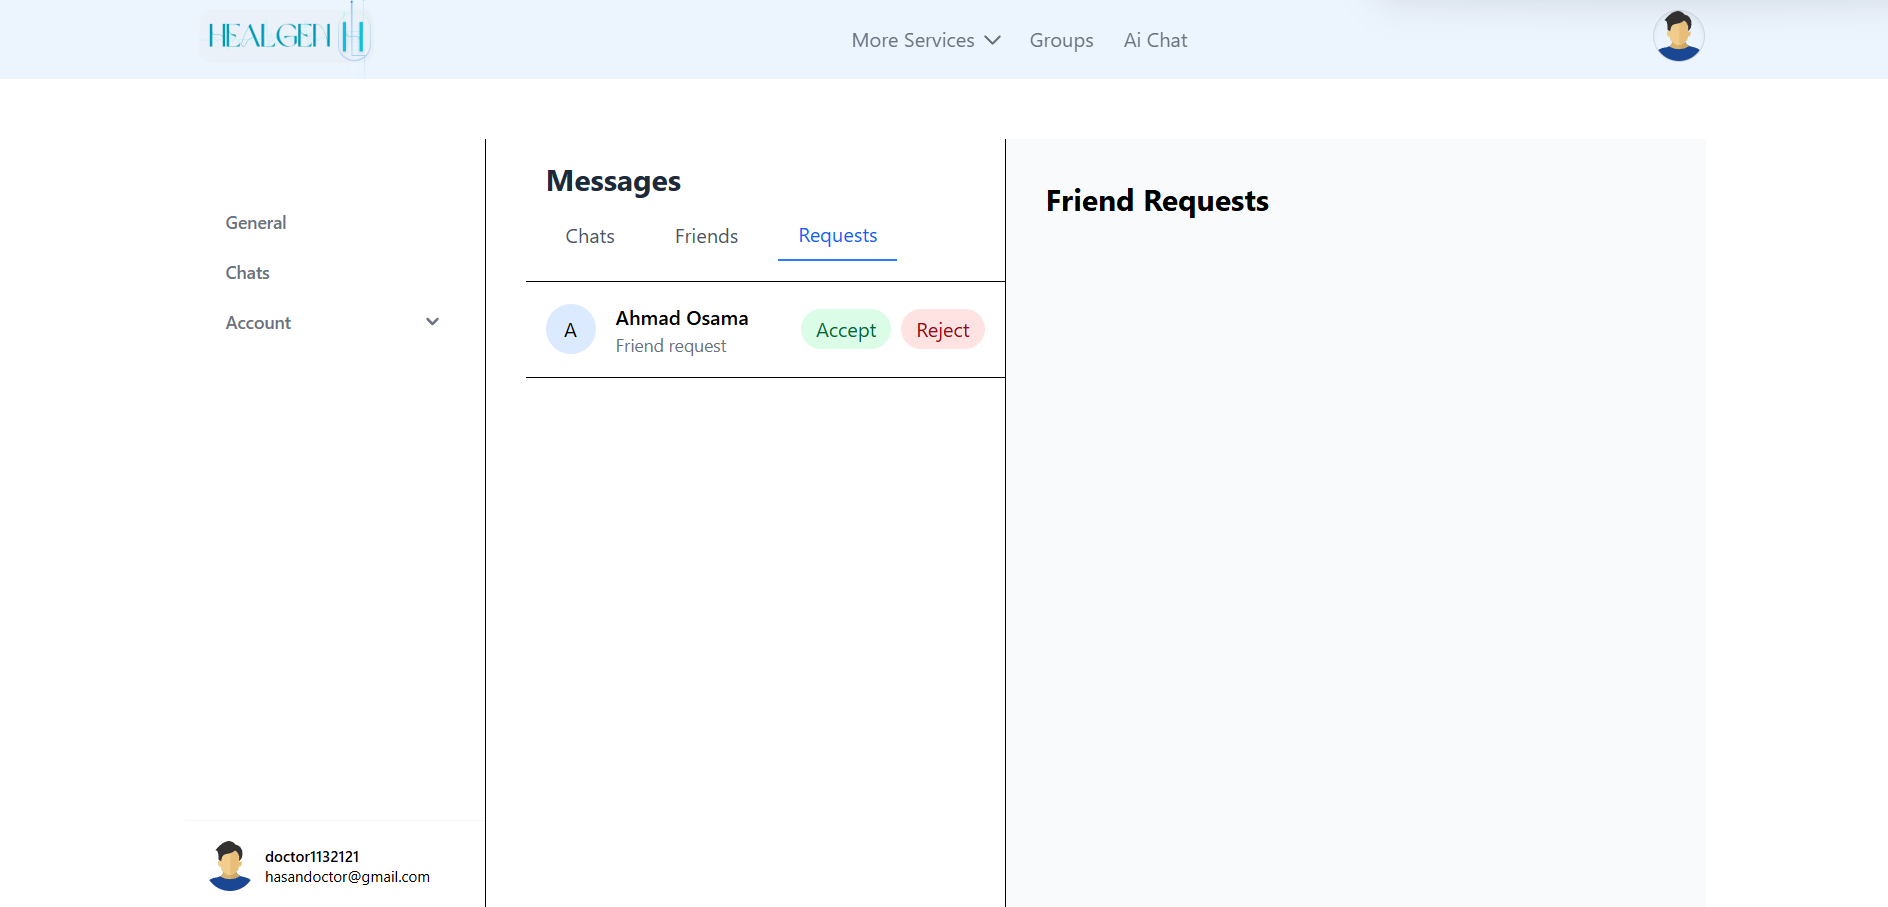 HEALGEN H
More Services
Groups
Ai Chat
General
Chats
Account
doctor1132121
hasandoctor@gmail.com
Messages
Chats
Friends
Requests
A
Ahmad Osama
Friend request
Accept
Reject
Friend Requests